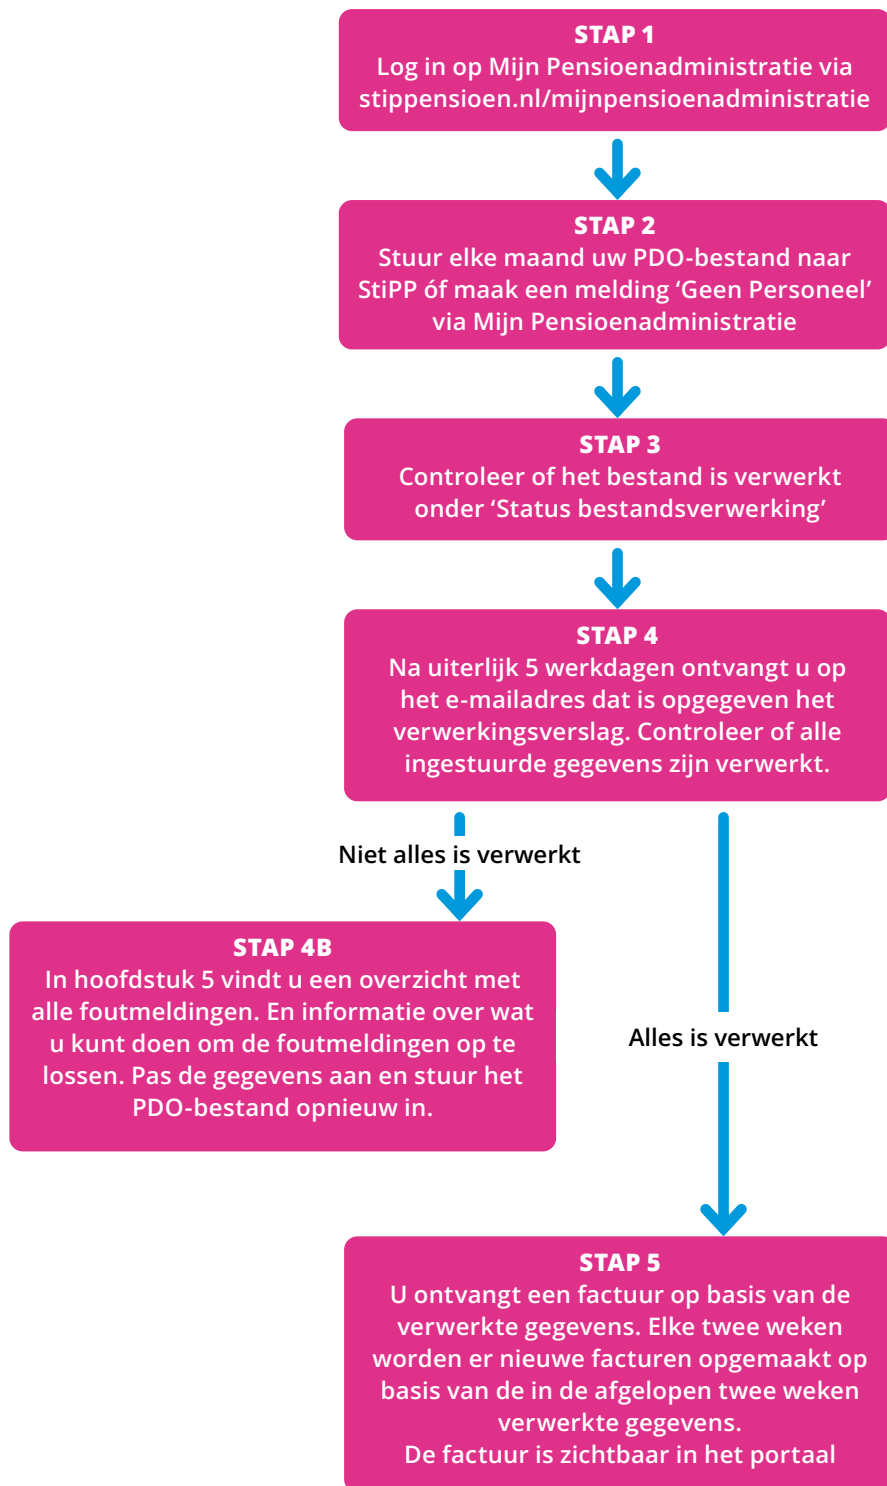 STAP 1
Log in op Mijn Pensioenadministratie via
stippensioen.nl/mijnpensioenadministratie
STAP 2
Stuur elke maand uw PDO-bestand naar
StiPP óf maak een melding ‘Geen Personeel’
via Mijn Pensioenadministratie
STAP 3
Controleer of het bestand is verwerkt
onder ‘Status bestandsverwerking’
STAP 4
Na uiterlijk 5 werkdagen ontvangt u op
het e-mailadres dat is opgegeven het
verwerkingsverslag. Controleer of alle
ingestuurde gegevens zijn verwerkt.
Niet alles is verwerkt
STAP 4B
In hoofdstuk 5 vindt u een overzicht met
alle foutmeldingen. En informatie over wat
u kunt doen om de foutmeldingen op te
lossen. Pas de gegevens aan en stuur het
PDO-bestand opnieuw in.
Alles is verwerkt
STAP 5
U ontvangt een factuur op basis van de
verwerkte gegevens. Elke twee weken
worden er nieuwe facturen opgemaakt op
basis van de in de afgelopen twee weken
verwerkte gegevens.
De factuur is zichtbaar in het portaal